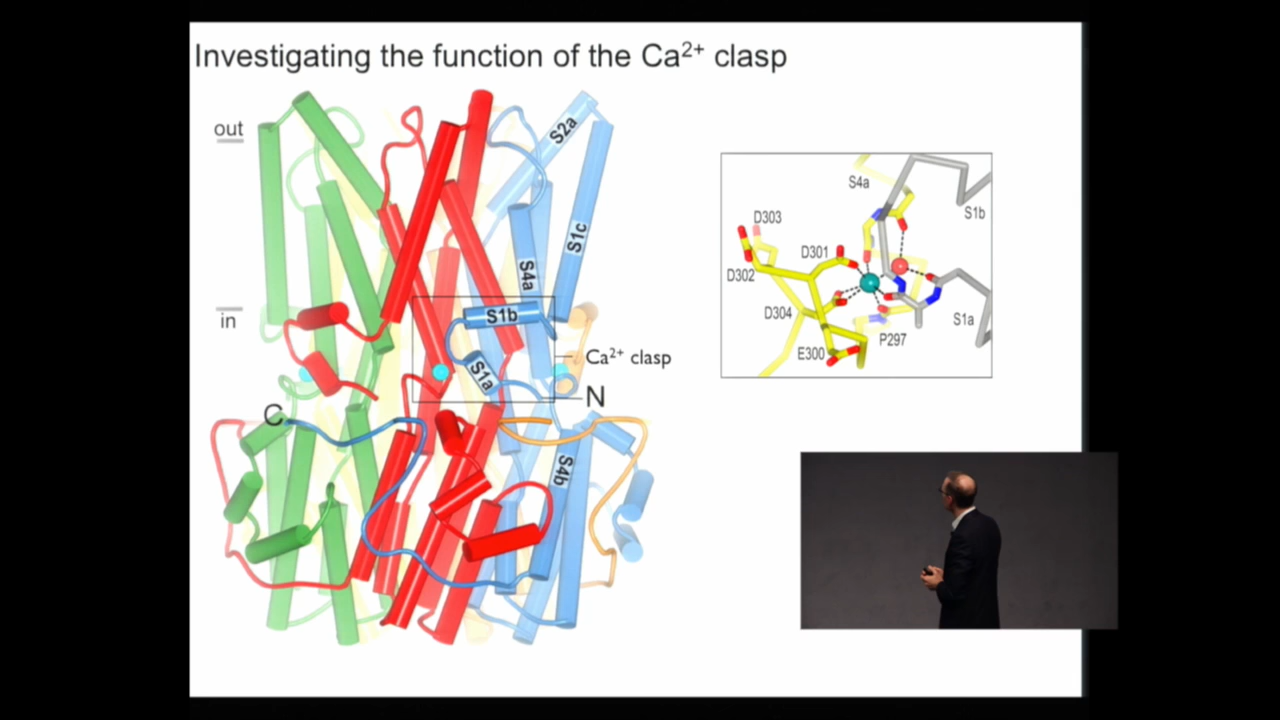 Investigating the function of the Ca²⁺ clasp
out
in
S2a
S1c
S4a
S1b
S1a
Ca²⁺ clasp
N
C
S4b
S4a
S1b
D303
D301
D302
D304
S1a
P297
E300